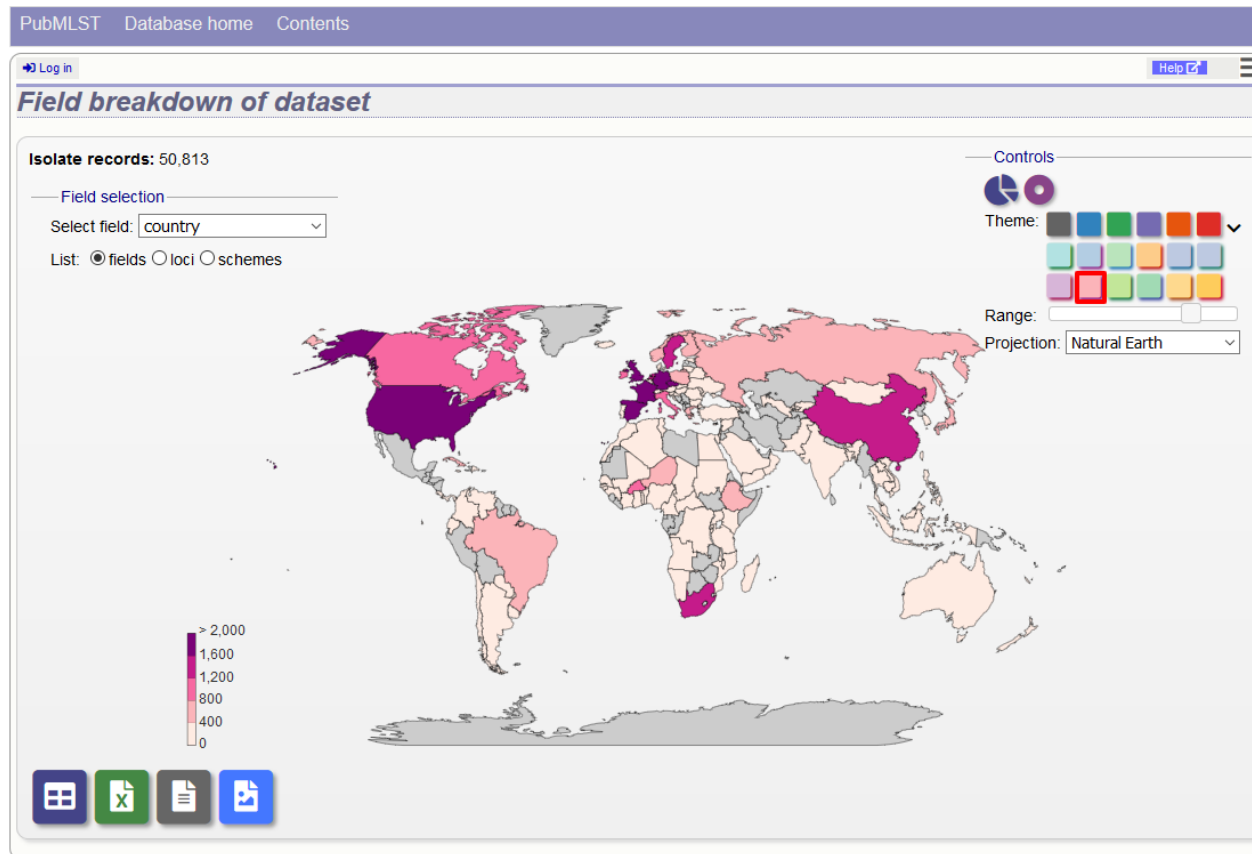 PubMLST Database home Contents
Log in
Help
Field breakdown of dataset
Isolate records: 50,813
Field selection
Select field: country
List: fields loci schemes
Controls
Theme:
Range:
Projection: Natural Earth
> 2,000
1,600
1,200
800
400
0
X